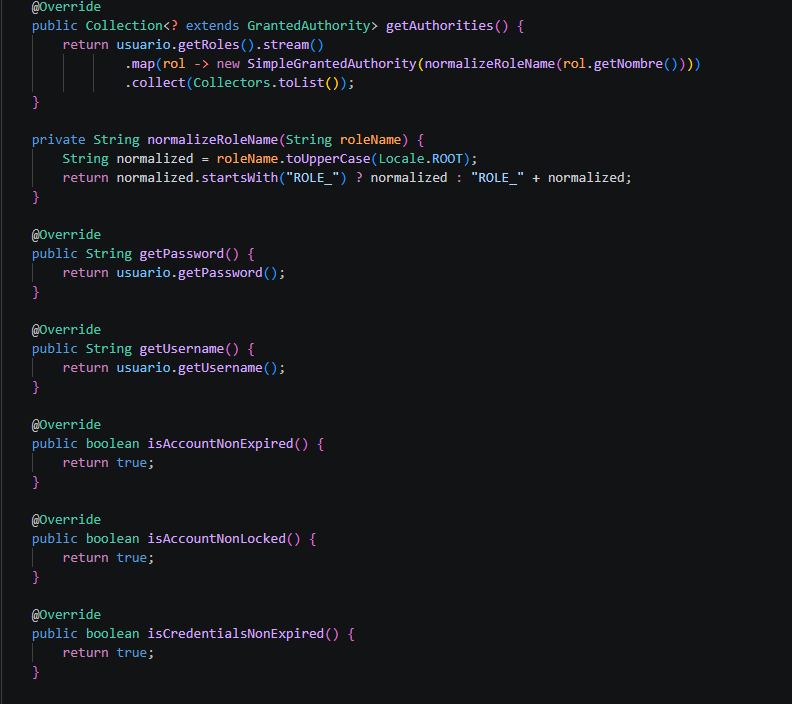 @Override
public Collection<? extends GrantedAuthority> getAuthorities() {
    return usuario.getRoles().stream()
            .map(rol -> new SimpleGrantedAuthority(normalizeRoleName(rol.getNombre())))
            .collect(Collectors.toList());
}

private String normalizeRoleName(String roleName) {
    String normalized = roleName.toUpperCase(Locale.ROOT);
    return normalized.startsWith("ROLE_") ? normalized : "ROLE_" + normalized;
}

@Override
public String getPassword() {
    return usuario.getPassword();
}

@Override
public String getUsername() {
    return usuario.getUsername();
}

@Override
public boolean isAccountNonExpired() {
    return true;
}

@Override
public boolean isAccountNonLocked() {
    return true;
}

@Override
public boolean isCredentialsNonExpired() {
    return true;
}